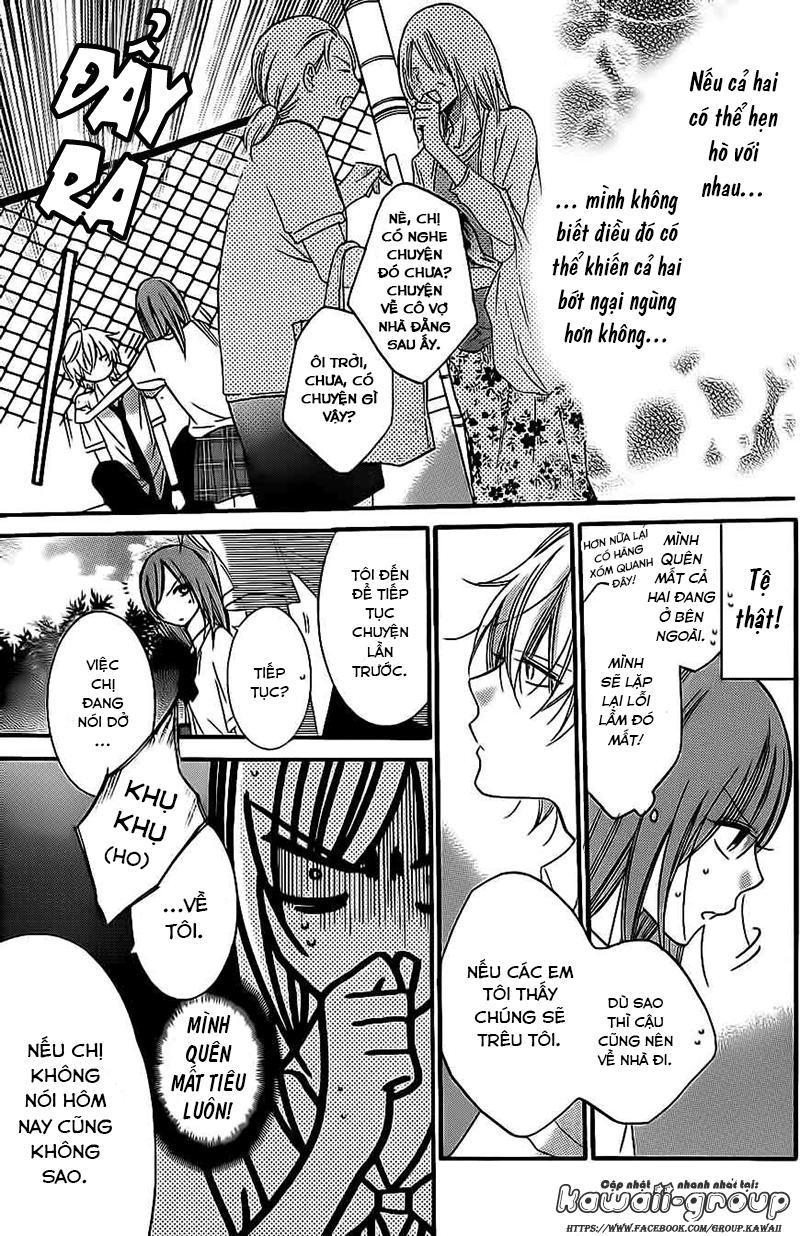 Nếu cả hai
có thể hẹn
hò với
nhau...
... mình không
biết điều đó có
thể khiến cả hai
bớt ngại ngùng
hơn không...
ĐẨY
RA
NÈ, CHỊ
CÓ NGHE
CHUYỆN
ĐÓ CHƯA?
CHUYỆN
VỀ CÔ VỢ
NHÀ ĐẰNG
SAU ẤY.
ÔI TRỜI,
CHƯA, CÓ
CHUYỆN GÌ
VẬY?
Tệ
thật!
MÌNH
QUÊN
MẤT CẢ
HAI ĐANG
Ở BÊN
NGOÀI.
HƠN NỮA LẠI
CÓ HÀNG
XÓM QUANH
ĐÂY!
MÌNH
SẼ LẶP
LẠI LỖI
LẦM ĐÓ
MẤT!
DÙ SAO
THÌ CẬU
CŨNG NÊN
VỀ NHÀ ĐI.
NẾU CÁC EM
TÔI THẤY
CHÚNG SẼ
TRÊU TÔI.
TÔI ĐẾN
ĐỂ TIẾP
TỤC
CHUYỆN
LẦN
TRƯỚC.
TIẾP
TỤC?
VIỆC
CHỊ
ĐANG
NÓI DỞ
...
KHỤ
KHỤ
(HO)
...VỀ
TÔI.
MÌNH
QUÊN
MẤT TIÊU
LUÔN!
NẾU CHỊ
KHÔNG
NÓI HÔM
NAY CŨNG
KHÔNG
SAO.
Cập nhật nhanh nhất tại:
kawaii-group
HTTPS://WWW.FACEBOOK.COM/GROUP.KAWAII